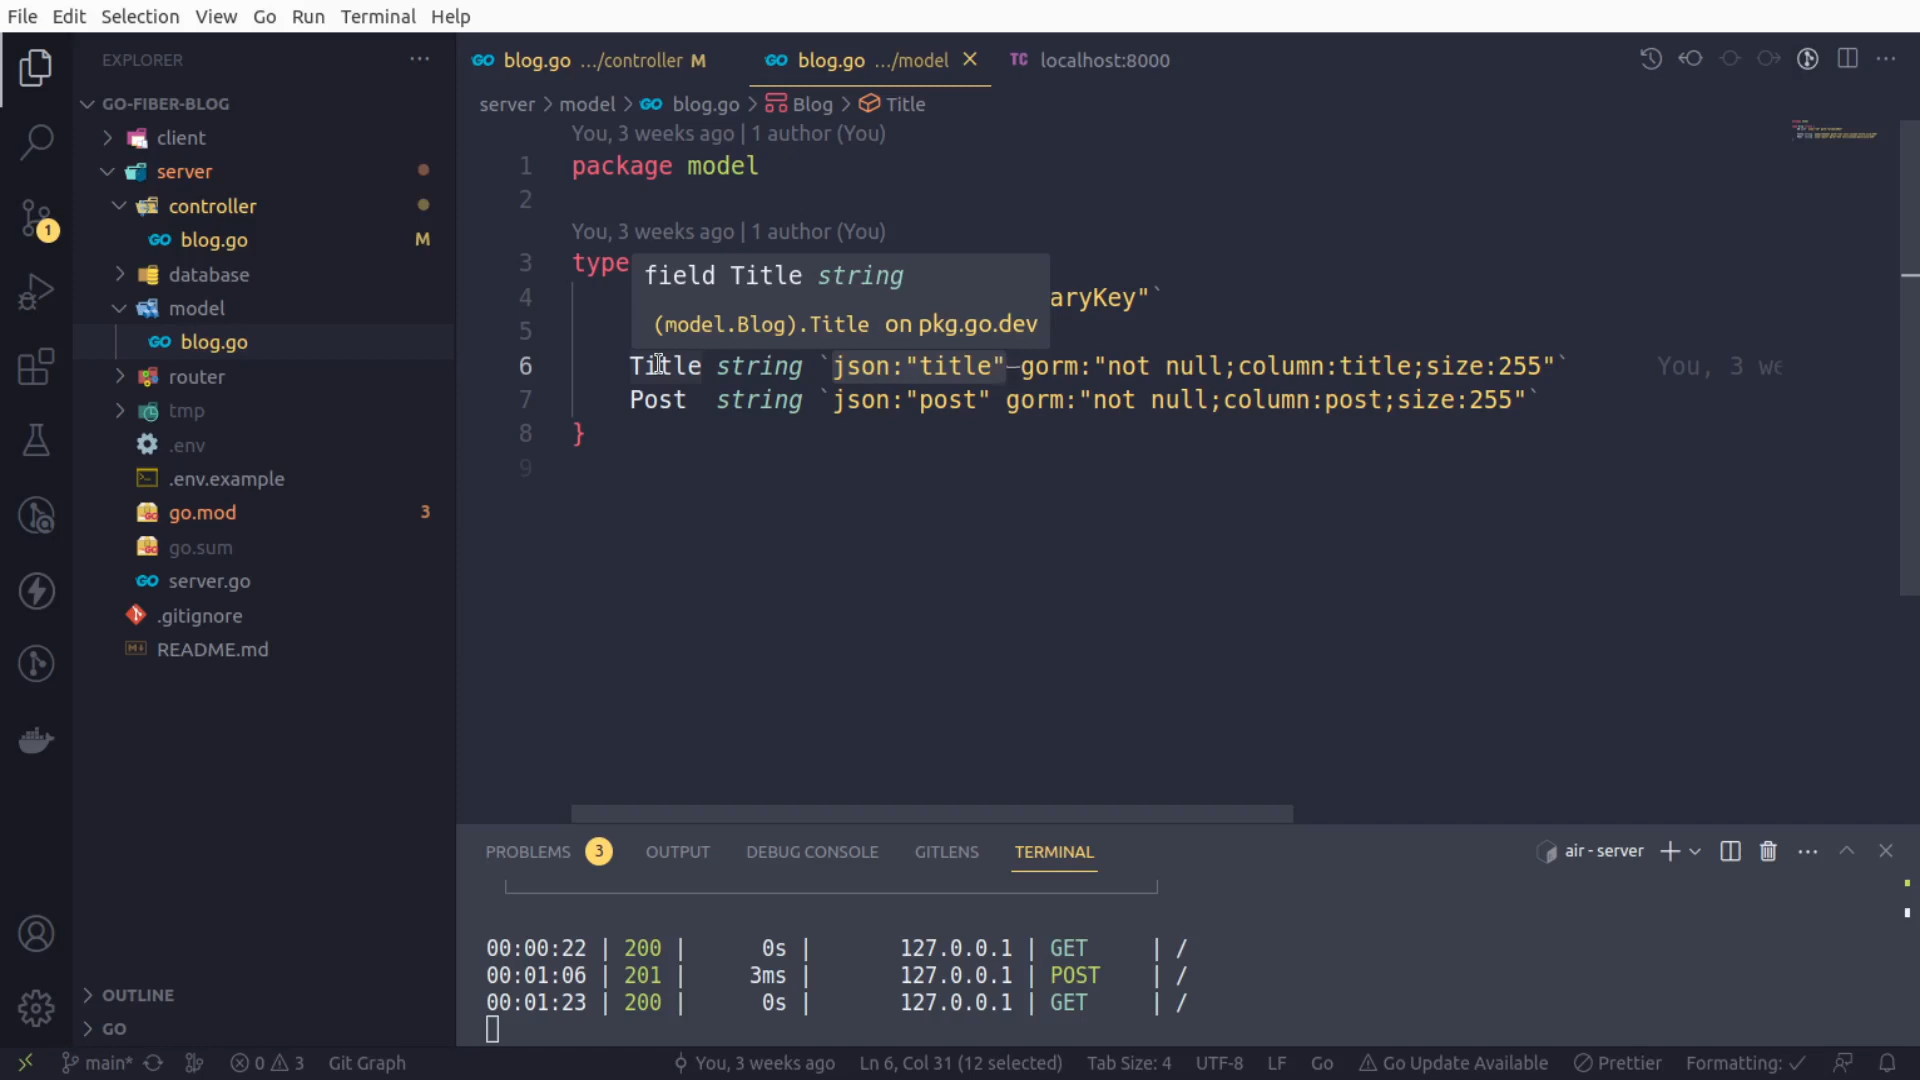 File Edit Selection View Go Run Terminal Help
EXPLORER
GO-FIBER-BLOG
client
server
controller
blog.go M
database
model
blog.go
router
tmp
.env
.env.example
go.mod 3
go.sum
server.go
.gitignore
README.md
OUTLINE
GO
1
blog.go .../controller M
blog.go .../model
TC localhost:8000
server > model > blog.go > Blog > Title
You, 3 weeks ago | 1 author (You)
1 package model
2
You, 3 weeks ago | 1 author (You)
3 type
field Title string
(model.Blog).Title on pkg.go.dev
4 aryKey"`
5
6 Title string `json:"title" gorm:"not null;column:title;size:255"` You, 3 we
7 Post string `json:"post" gorm:"not null;column:post;size:255"`
8 }
9
PROBLEMS 3 OUTPUT DEBUG CONSOLE GITLENS TERMINAL
air - server
00:00:22 | 200 | 0s | 127.0.0.1 | GET | /
00:01:06 | 201 | 3ms | 127.0.0.1 | POST | /
00:01:23 | 200 | 0s | 127.0.0.1 | GET | /
main* 0 3 Git Graph You, 3 weeks ago Ln 6, Col 31 (12 selected) Tab Size: 4 UTF-8 LF Go Go Update Available Prettier Formatting: ✓